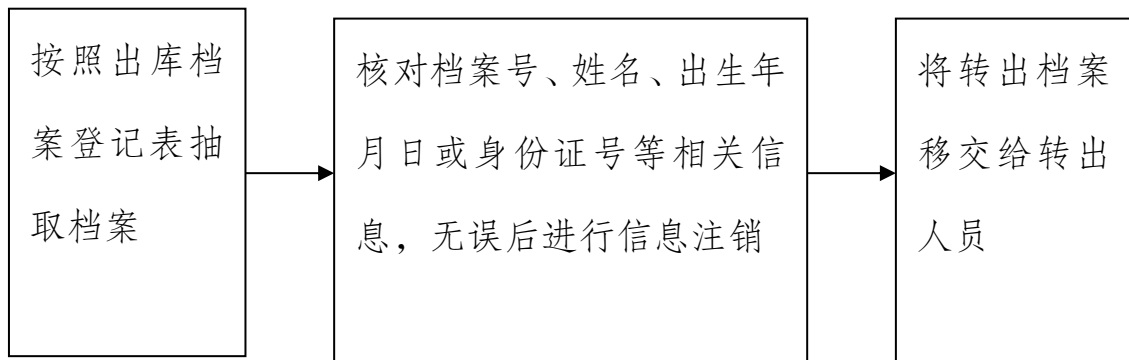 按照出库档
案登记表抽
取档案
核对档案号、姓名、出生年
月日或身份证号等相关信
息，无误后进行信息注销
将转出档案
移交给转出
人员